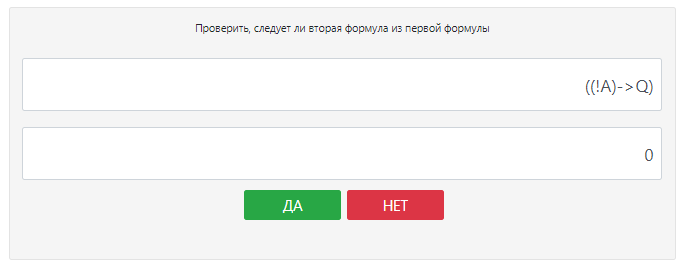 Проверить, следует ли вторая формула из первой формулы
((!A)->Q)
0
ДА НЕТ